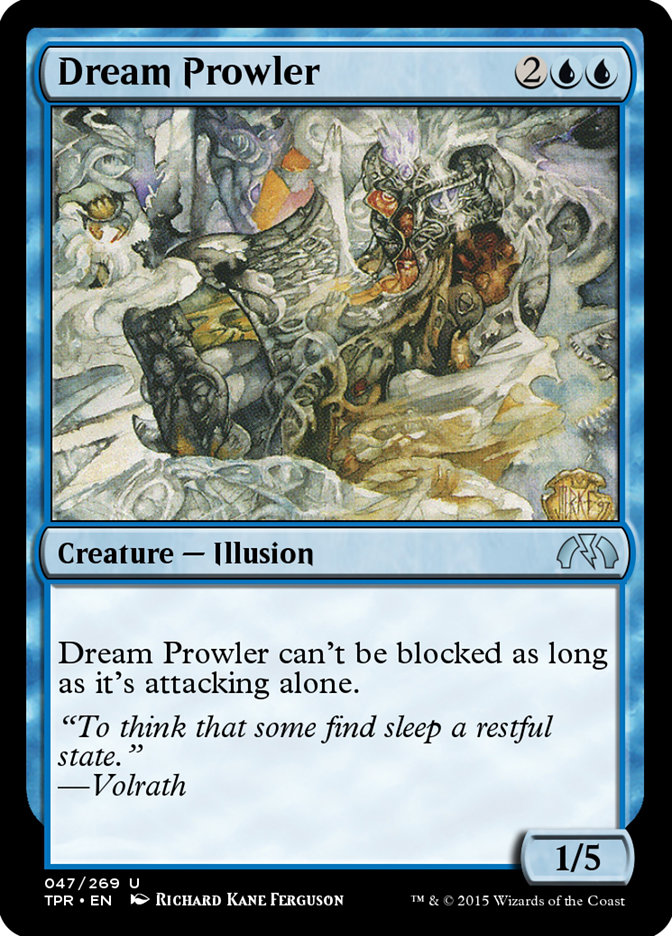 Dream Prowler 2
Creature — Illusion
Dream Prowler can't be blocked as long
as it's attacking alone.
"To think that some find sleep a restful
state."
—Volrath
1/5
047/269 U
TPR • EN Richard Kane Ferguson ™ & © 2015 Wizards of the Coast